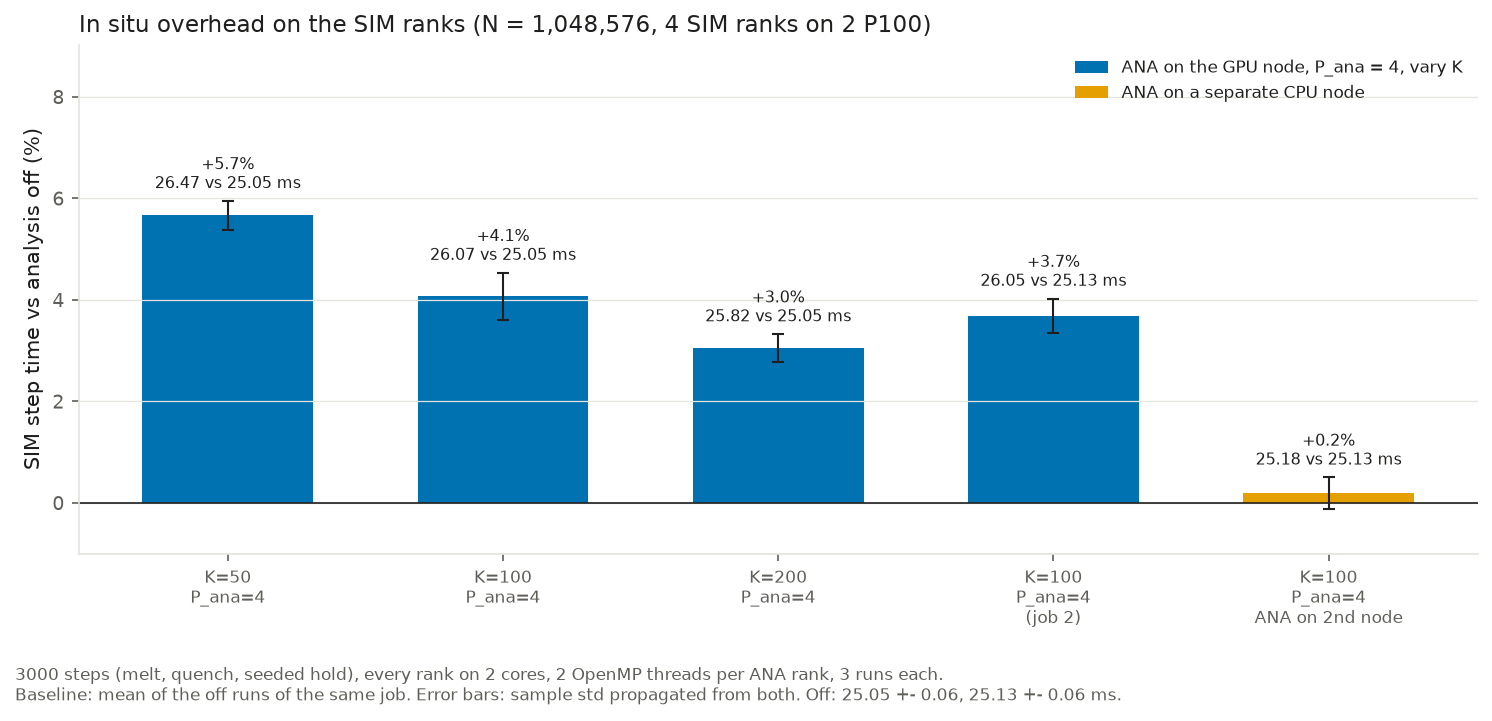 In situ overhead on the SIM ranks (N = 1,048,576, 4 SIM ranks on 2 P100)
ANA on the GPU node, P_ana = 4, vary K
ANA on a separate CPU node
SIM step time vs analysis off (%)
8
6
4
2
0
+5.7%
26.47 vs 25.05 ms
+4.1%
26.07 vs 25.05 ms
+3.0%
25.82 vs 25.05 ms
+3.7%
26.05 vs 25.13 ms
+0.2%
25.18 vs 25.13 ms
K=50
P_ana=4
K=100
P_ana=4
K=200
P_ana=4
K=100
P_ana=4
(job 2)
K=100
P_ana=4
ANA on 2nd node
3000 steps (melt, quench, seeded hold), every rank on 2 cores, 2 OpenMP threads per ANA rank, 3 runs each.
Baseline: mean of the off runs of the same job. Error bars: sample std propagated from both. Off: 25.05 +- 0.06, 25.13 +- 0.06 ms.